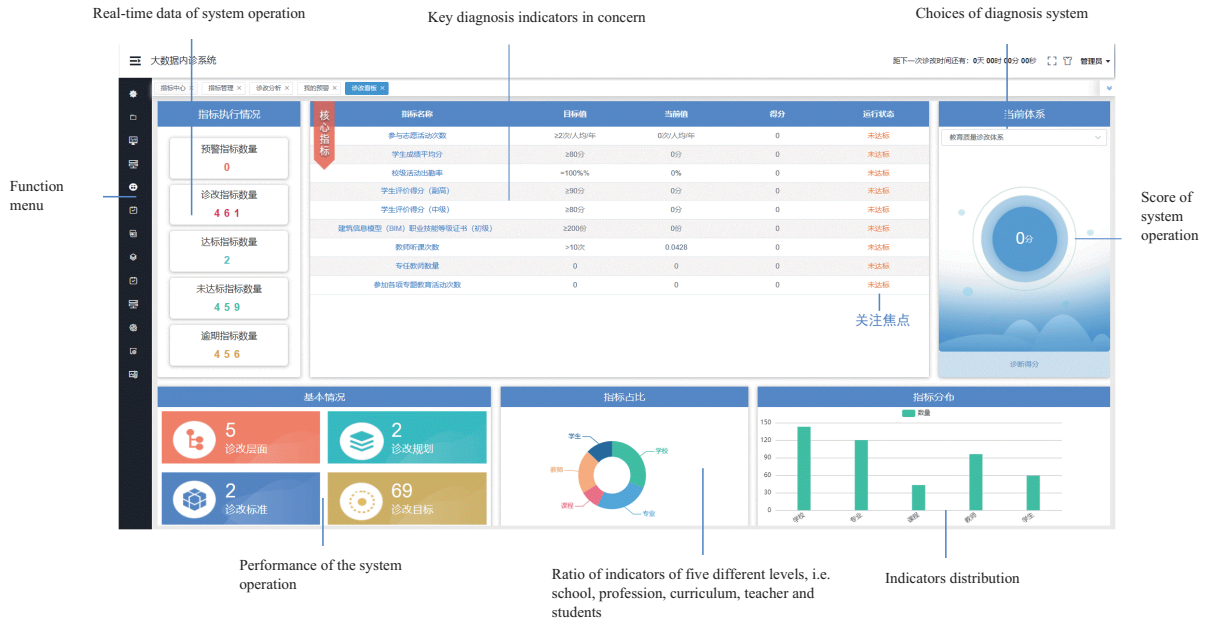 Real-time data of system operation
Key diagnosis indicators in concern
Choices of diagnosis system
大数据内诊系统
距下一次诊改时间还有：0天 00时 00分 00秒
管理员
指标中心 ×
指标管理 ×
诊改分析 ×
我的预警 ×
诊改看板 ×
Function
menu
指标执行情况
预警指标数量
0
诊改指标数量
461
达标指标数量
2
未达标指标数量
459
逾期指标数量
456
核心指标
指标名称 目标值 当前值 得分 运行状态
参与志愿活动次数 ≥2次/人均/年 0次/人均/年 0 未达标
学生成绩平均分 ≥80分 0分 0 未达标
校级活动出勤率 =100%% 0% 0 未达标
学生评价得分（副高） ≥90分 0分 0 未达标
学生评价得分（中级） ≥80分 0分 0 未达标
建筑信息模型（BIM）职业技能等级证书（初级） ≥200份 0份 0 未达标
教师听课次数 >10次 0.0428 0 未达标
专任教师数量 0 0 0 未达标
参加各项专题教育活动次数 0 0 0 未达标
关注焦点
当前体系
教育质量诊改体系
0分
诊断得分
Score of
system
operation
基本情况
5
诊改层面
2
诊改规划
2
诊改标准
69
诊改目标
指标占比
学生
学校
教师
课程
专业
指标分布
数量
150
120
90
60
30
0
学校 专业 课程 教师 学生
Performance of the system
operation
Ratio of indicators of five different levels, i.e.
school, profession, curriculum, teacher and
students
Indicators distribution